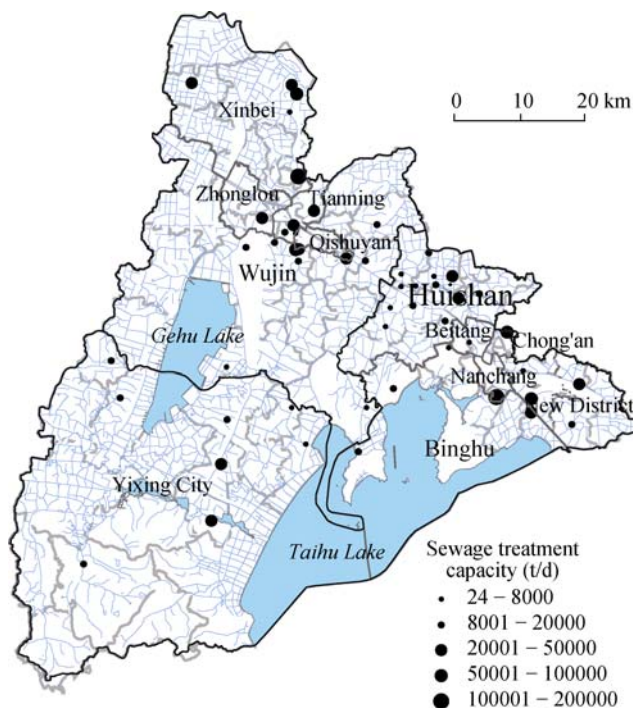 Xinbei
0 10 20 km
Zhonglou
Tianning
Qishuyan
Wujin
Huishan
Gehu Lake
Beitang
Chong'an
Nanchang
New District
Binghu
Yixing City
Taihu Lake
Sewage treatment
capacity (t/d)
24 – 8000
8001 – 20000
20001 – 50000
50001 – 100000
100001 – 200000